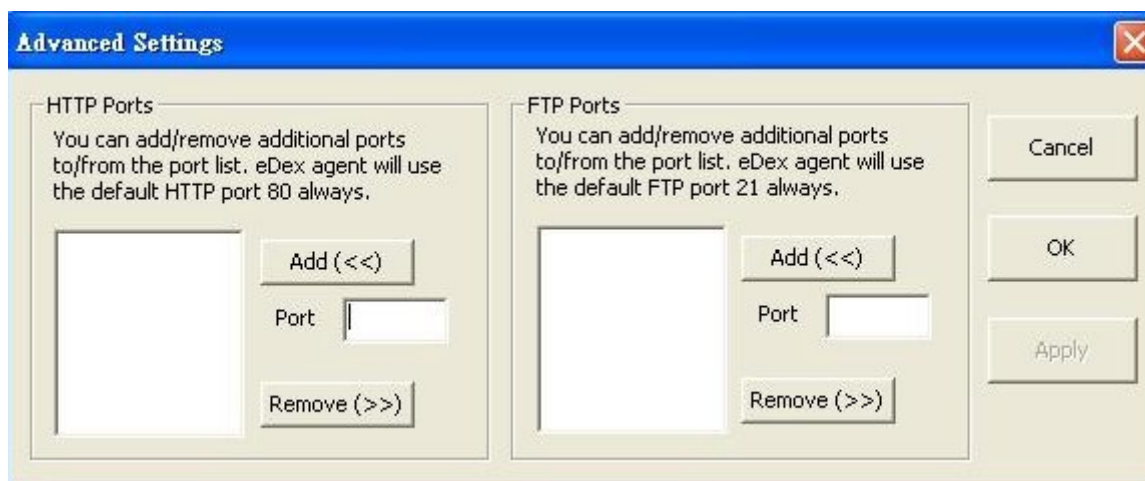 Advanced Settings
HTTP Ports
You can add/remove additional ports
to/from the port list. eDex agent will use
the default HTTP port 80 always.
Add (<<)
Port
Remove (>>)
FTP Ports
You can add/remove additional ports
to/from the port list. eDex agent will use
the default FTP port 21 always.
Add (<<)
Port
Remove (>>)
Cancel
OK
Apply